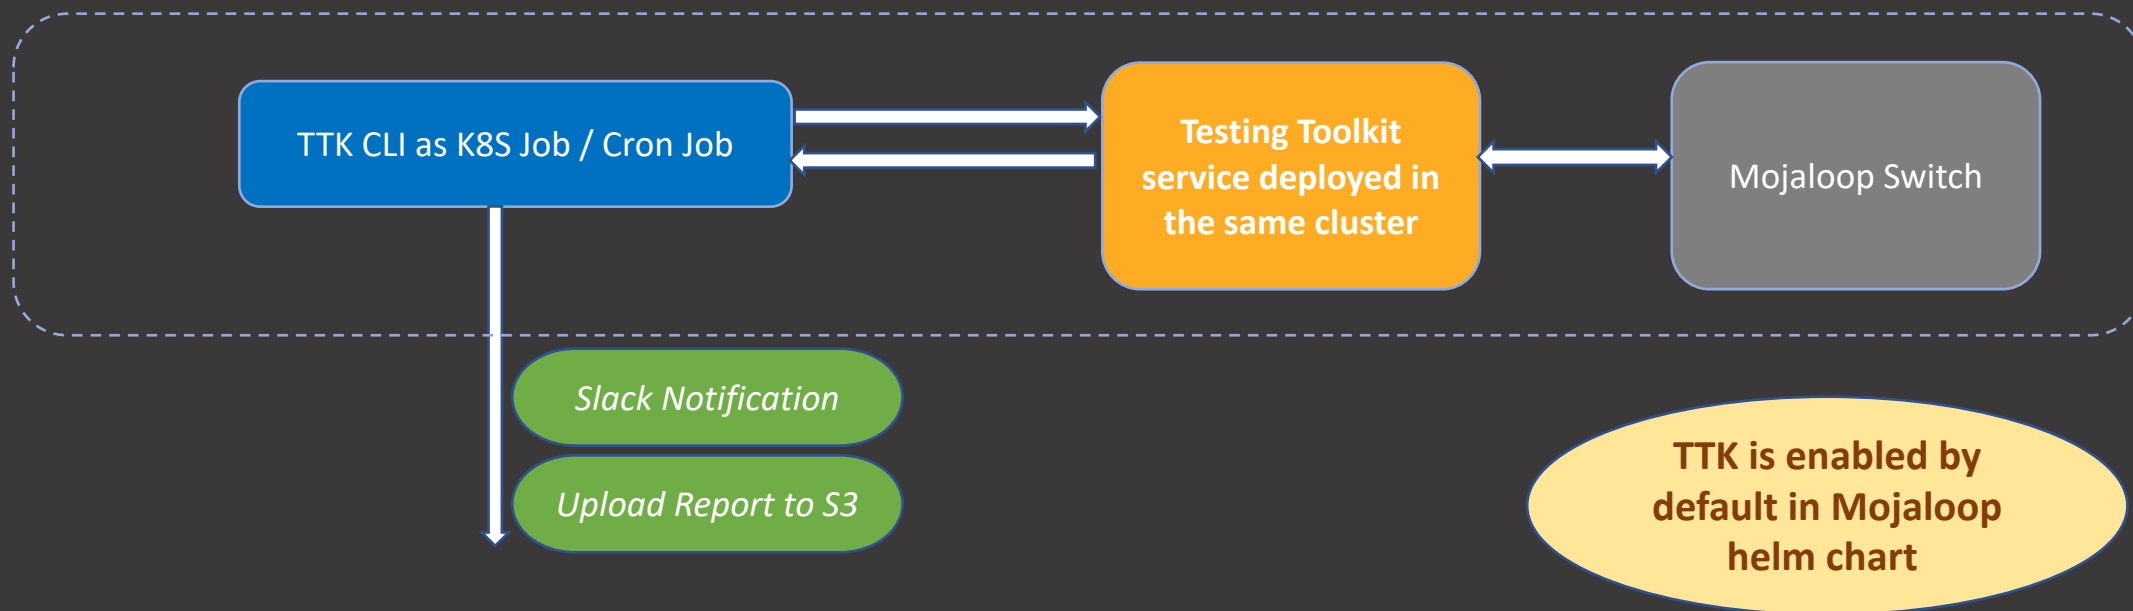 TTK CLI as K8S Job / Cron Job
Testing Toolkit
service deployed in
the same cluster
Mojaloop Switch
Slack Notification
Upload Report to S3
TTK is enabled by
default in Mojaloop
helm chart